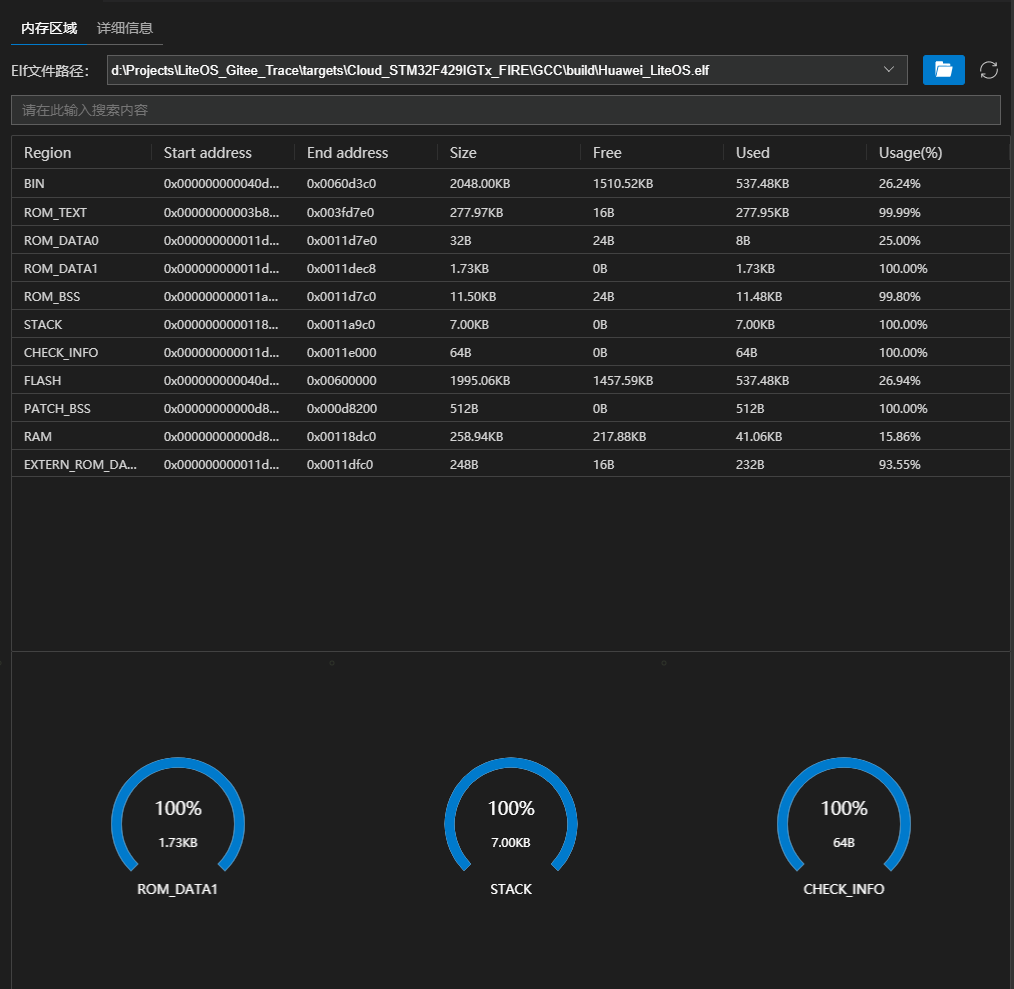 内存区域 详细信息
Elf文件路径： d:\Projects\LiteOS_Gitee_Trace\targets\Cloud_STM32F429IGTx_FIRE\GCC\build\Huawei_LiteOS.elf
请在此输入搜索内容
Region Start address End address Size Free Used Usage(%)
BIN 0x000000000040d... 0x0060d3c0 2048.00KB 1510.52KB 537.48KB 26.24%
ROM_TEXT 0x00000000003b8... 0x003fd7e0 277.97KB 16B 277.95KB 99.99%
ROM_DATA0 0x000000000011d... 0x0011d7e0 32B 24B 8B 25.00%
ROM_DATA1 0x000000000011d... 0x0011dec8 1.73KB 0B 1.73KB 100.00%
ROM_BSS 0x000000000011a... 0x0011d7c0 11.50KB 24B 11.48KB 99.80%
STACK 0x0000000000118... 0x0011a9c0 7.00KB 0B 7.00KB 100.00%
CHECK_INFO 0x000000000011d... 0x0011e000 64B 0B 64B 100.00%
FLASH 0x000000000040d... 0x00600000 1995.06KB 1457.59KB 537.48KB 26.94%
PATCH_BSS 0x00000000000d8... 0x000d8200 512B 0B 512B 100.00%
RAM 0x00000000000d8... 0x00118dc0 258.94KB 217.88KB 41.06KB 15.86%
EXTERN_ROM_DA... 0x000000000011d... 0x0011dfc0 248B 16B 232B 93.55%
100% 100% 100%
1.73KB 7.00KB 64B
ROM_DATA1 STACK CHECK_INFO